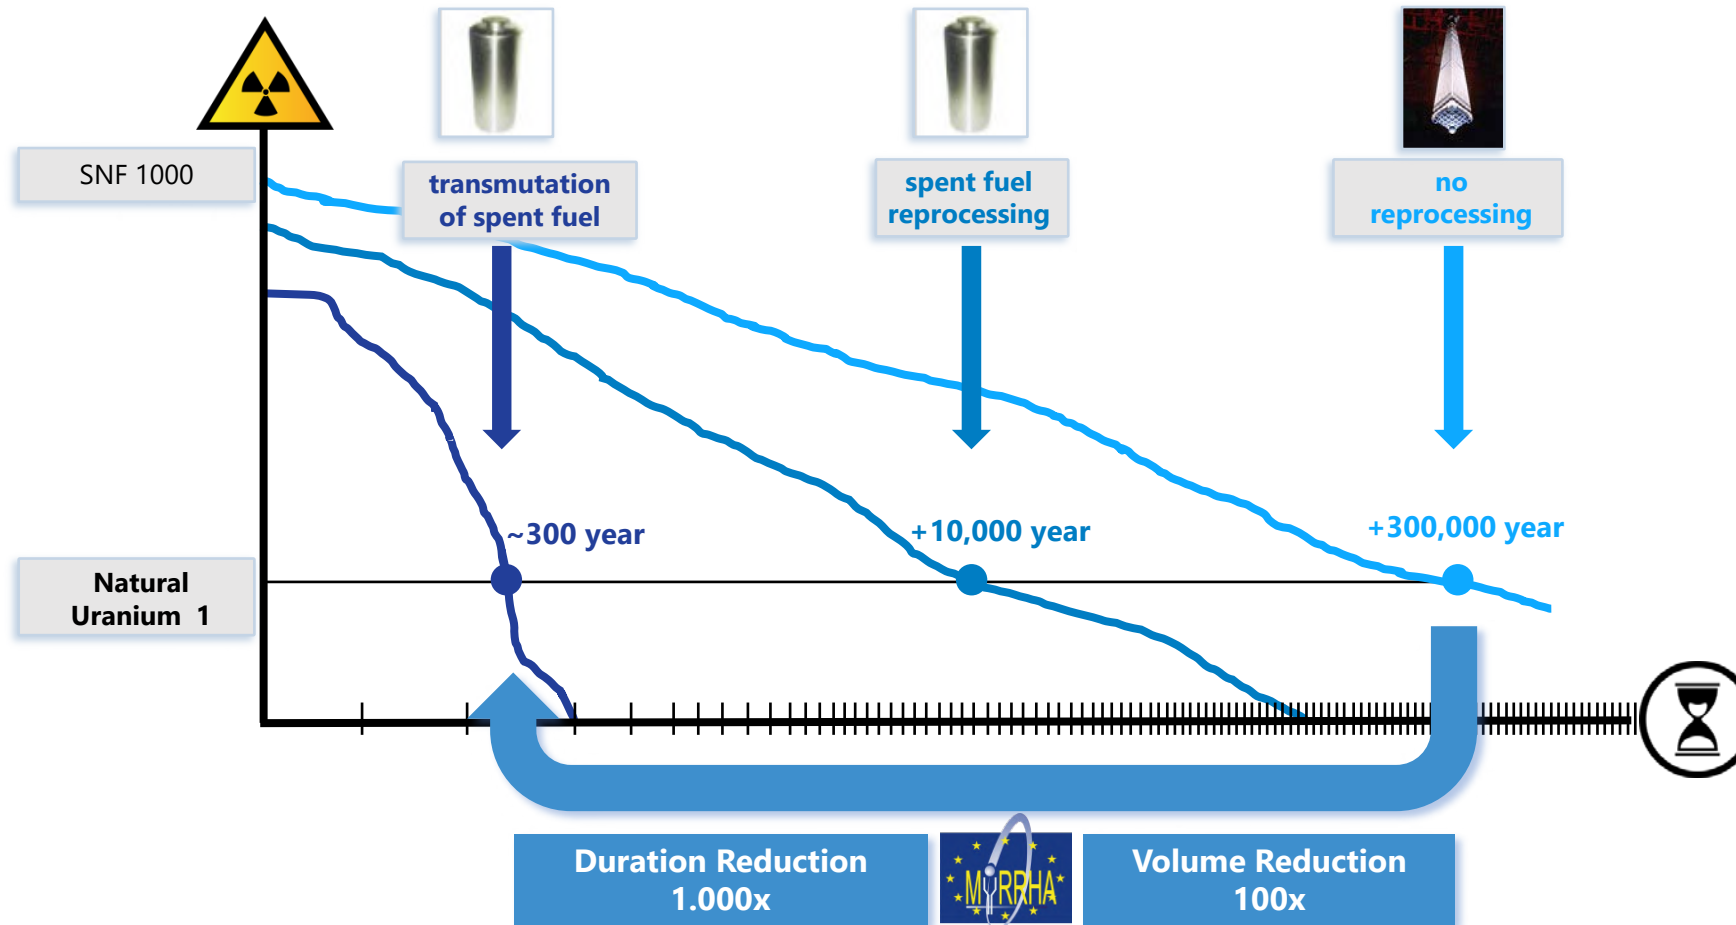 SNF 1000
transmutation
of spent fuel
spent fuel
reprocessing
no
reprocessing
~300 year
+10,000 year
+300,000 year
Natural
Uranium 1
Duration Reduction
1.000x
MYRRHA
Volume Reduction
100x